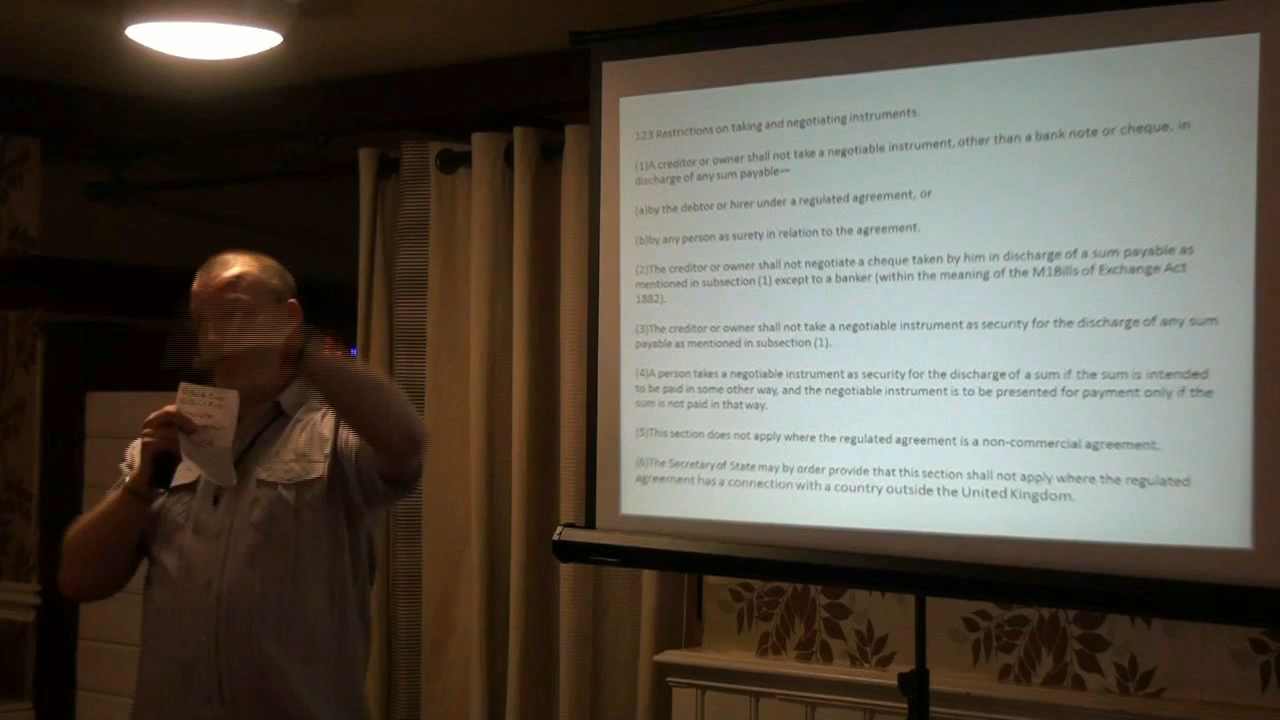 123 Restrictions on taking and negotiating instruments.
(1)A creditor or owner shall not take a negotiable instrument, other than a bank note or cheque, in
discharge of any sum payable—
(a)by the debtor or hirer under a regulated agreement, or
(b)by any person as surety in relation to the agreement.
(2)The creditor or owner shall not negotiate a cheque taken by him in discharge of a sum payable as
mentioned in subsection (1) except to a banker (within the meaning of the M1Bills of Exchange Act
1882).
(3)The creditor or owner shall not take a negotiable instrument as security for the discharge of any sum
payable as mentioned in subsection (1).
(4)A person takes a negotiable instrument as security for the discharge of a sum if the sum is intended
to be paid in some other way, and the negotiable instrument is to be presented for payment only if the
sum is not paid in that way.
(5)This section does not apply where the regulated agreement is a non-commercial agreement.
(6)The Secretary of State may by order provide that this section shall not apply where the regulated
agreement has a connection with a country outside the United Kingdom.